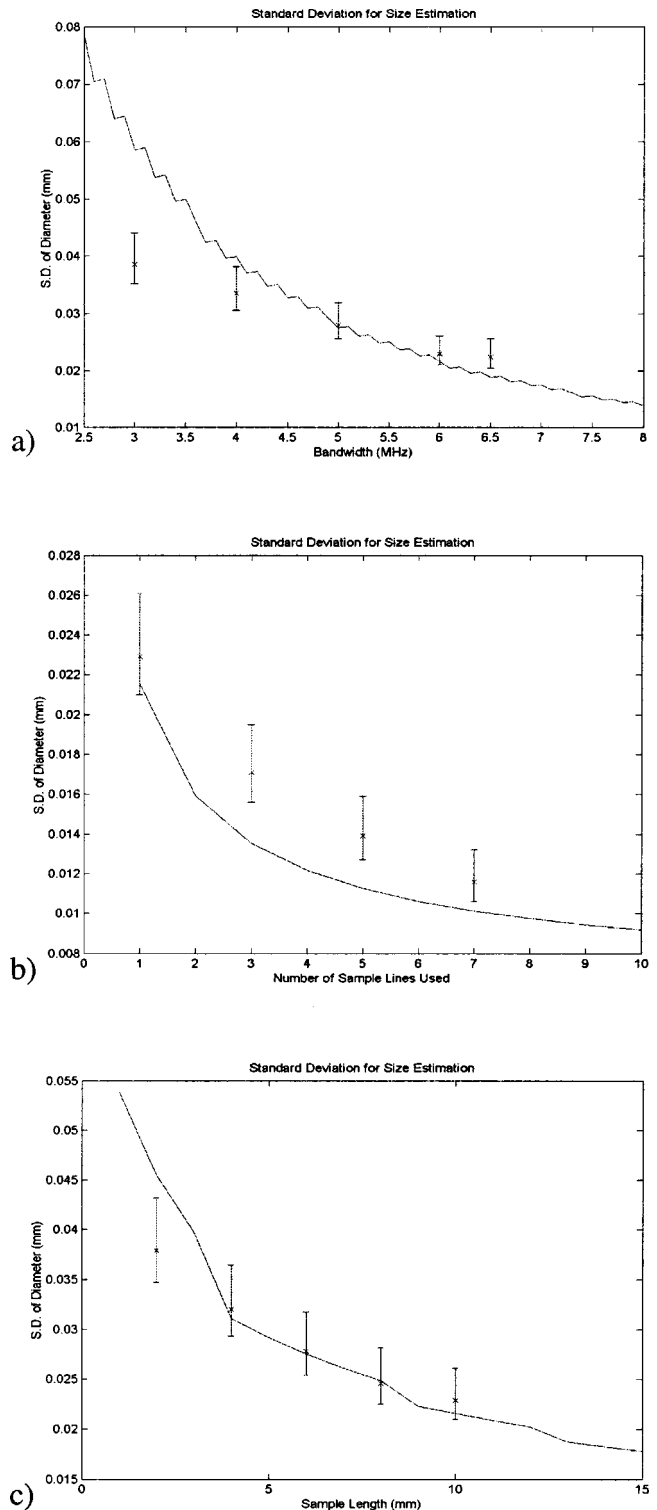 Standard Deviation for Size Estimation
0.08
0.07
0.06
0.05
0.04
0.03
0.02
0.01
S.D. of Diameter (mm)
2.5 3 3.5 4 4.5 5 5.5 6 6.5 7 7.5 8
Bandwidth (MHz)
a)
Standard Deviation for Size Estimation
0.028
0.026
0.024
0.022
0.02
0.018
0.016
0.014
0.012
0.01
0.008
S.D. of Diameter (mm)
0 1 2 3 4 5 6 7 8 9 10
Number of Sample Lines Used
b)
Standard Deviation for Size Estimation
0.055
0.05
0.045
0.04
0.035
0.03
0.025
0.02
0.015
S.D. of Diameter (mm)
0 5 10 15
Sample Length (mm)
c)